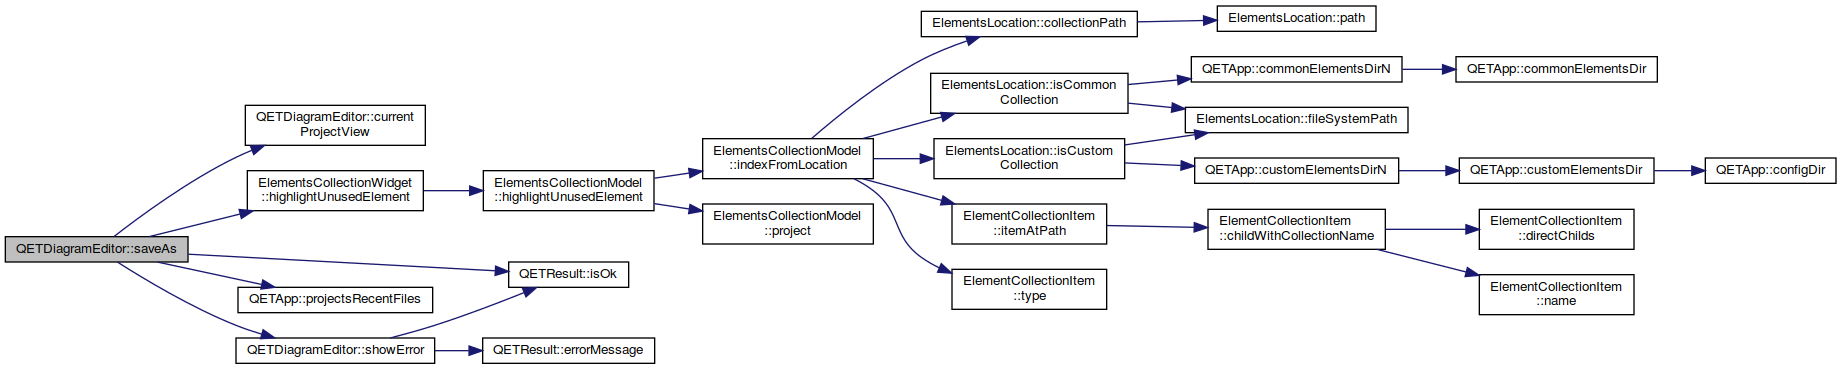 QETDiagramEditor::saveAs
QETDiagramEditor::current
ProjectView
ElementsCollectionWidget
::highlightUnusedElement
QETApp::projectsRecentFiles
QETDiagramEditor::showError
ElementsCollectionModel
::highlightUnusedElement
QETResult::isOk
QETResult::errorMessage
ElementsCollectionModel
::indexFromLocation
ElementsCollectionModel
::project
ElementsLocation::collectionPath
ElementsLocation::isCommon
Collection
ElementsLocation::isCustom
Collection
ElementCollectionItem
::itemAtPath
ElementCollectionItem
::type
ElementsLocation::path
QETApp::commonElementsDirN
ElementsLocation::fileSystemPath
QETApp::customElementsDirN
ElementCollectionItem
::childWithCollectionName
QETApp::commonElementsDir
QETApp::customElementsDir
ElementCollectionItem
::directChilds
ElementCollectionItem
::name
QETApp::configDir